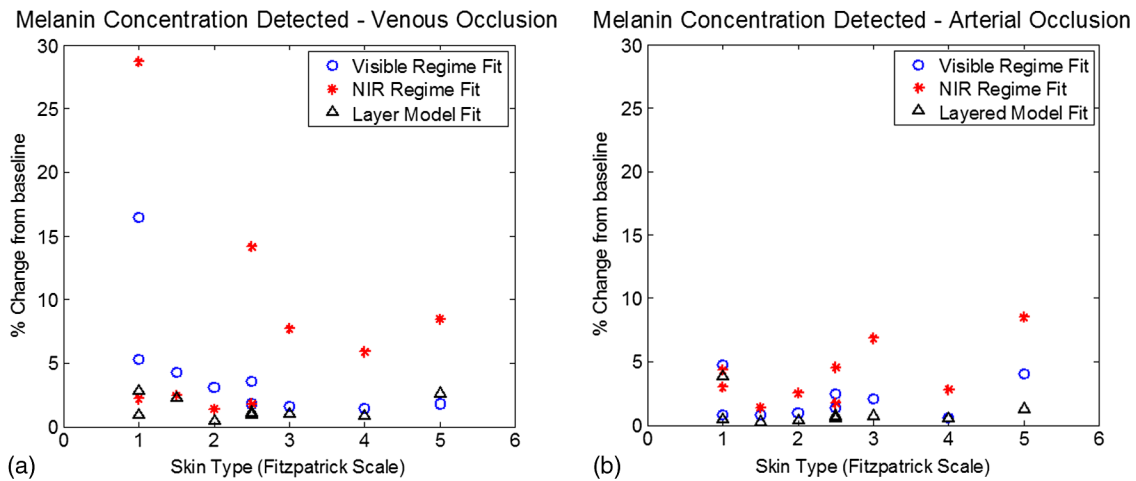 Melanin Concentration Detected - Venous Occlusion
30
25
20
15
10
5
0
% Change from baseline
Visible Regime Fit
NIR Regime Fit
Layer Model Fit
0 1 2 3 4 5 6
Skin Type (Fitzpatrick Scale)
(a)
Melanin Concentration Detected - Arterial Occlusion
30
25
20
15
10
5
0
% Change from baseline
Visible Regime Fit
NIR Regime Fit
Layered Model Fit
0 1 2 3 4 5 6
Skin Type (Fitzpatrick Scale)
(b)